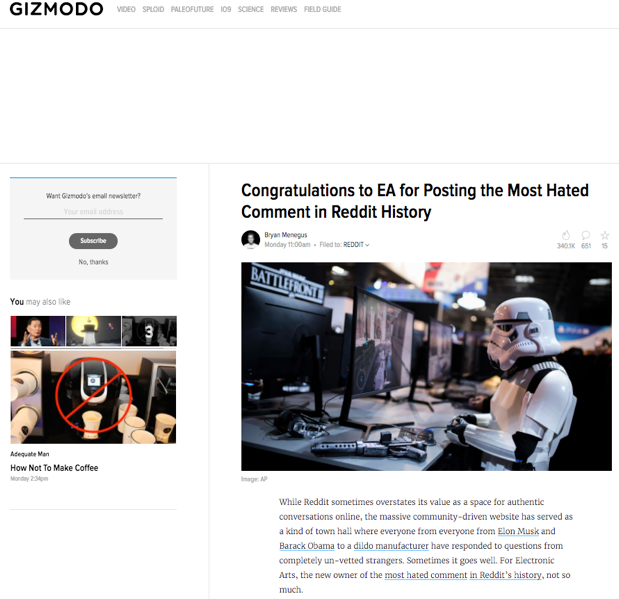 GIZMODO VIDEO SPLOID PALEOFUTURE IO9 SCIENCE REVIEWS FIELD GUIDE
Want Gizmodo's email newsletter?
Your email address
Subscribe
No, thanks
You may also like
3
Adequate Man
How Not To Make Coffee
Monday 2:34pm
Congratulations to EA for Posting the Most Hated
Comment in Reddit History
Bryan Menegus
Monday 11:00am • Filed to: REDDIT
340.1K 651 15
STAR WARS
BATTLEFRONT II
Image: AP
While Reddit sometimes overstates its value as a space for authentic
conversations online, the massive community-driven website has served as
a kind of town hall where everyone from everyone from Elon Musk and
Barack Obama to a dildo manufacturer have responded to questions from
completely un-vetted strangers. Sometimes it goes well. For Electronic
Arts, the new owner of the most hated comment in Reddit's history, not so
much.